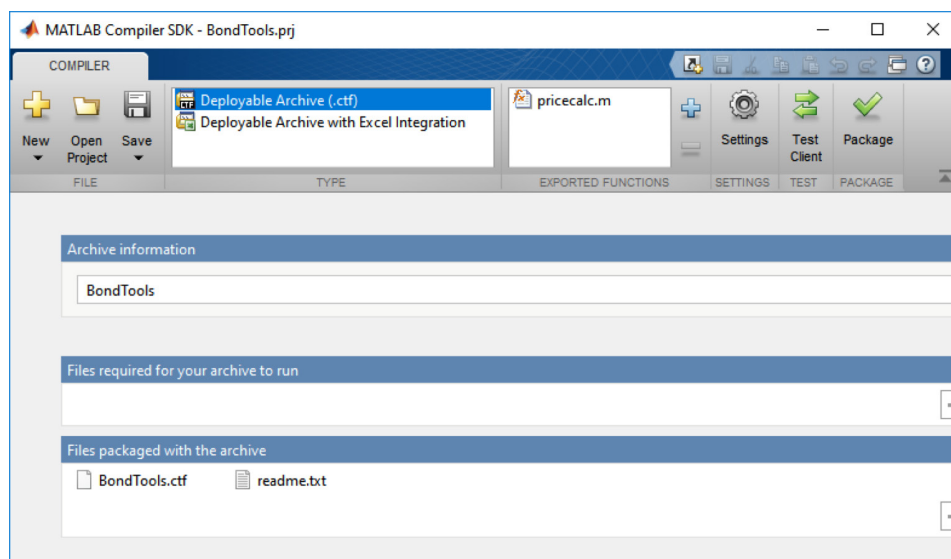 MATLAB Compiler SDK - BondTools.prj
COMPILER
New
Open
Project
Save
CTF
Deployable Archive (.ctf)
Deployable Archive with Excel Integration
pricecalc.m
Settings
Test
Client
Package
FILE
TYPE
EXPORTED FUNCTIONS
SETTINGS
TEST
PACKAGE
Archive information
BondTools
Files required for your archive to run
Files packaged with the archive
BondTools.ctf
readme.txt